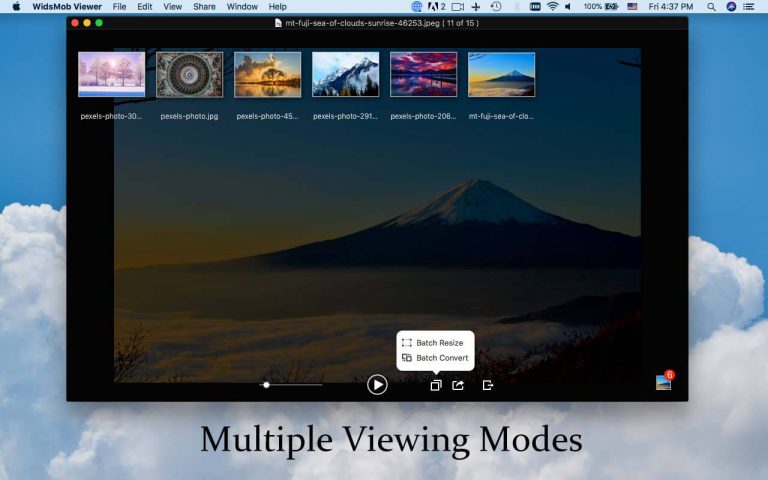 WidsMob Viewer File Edit View Share Window Help 2 100% Fri 4:37 PM
mt-fuji-sea-of-clouds-sunrise-46253.jpeg ( 11 of 15 )
pexels-photo-30... pexels-photo.jpg pexels-photo-45... pexels-photo-291... pexels-photo-206... mt-fuji-sea-of-clo...
Batch Resize
Batch Convert
6
Multiple Viewing Modes